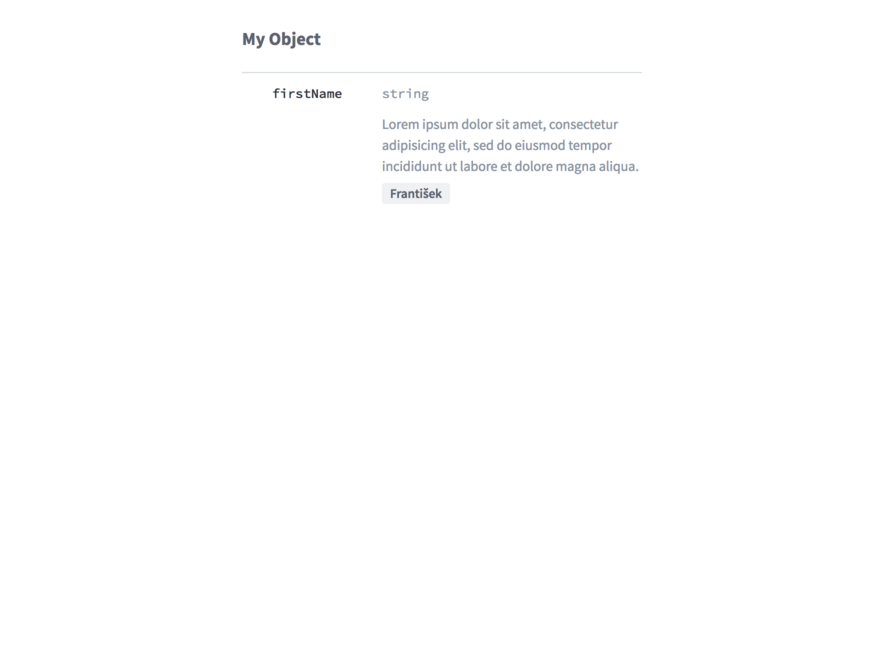 My Object
firstName string
Lorem ipsum dolor sit amet, consectetur
adipisicing elit, sed do eiusmod tempor
incididunt ut labore et dolore magna aliqua.
František